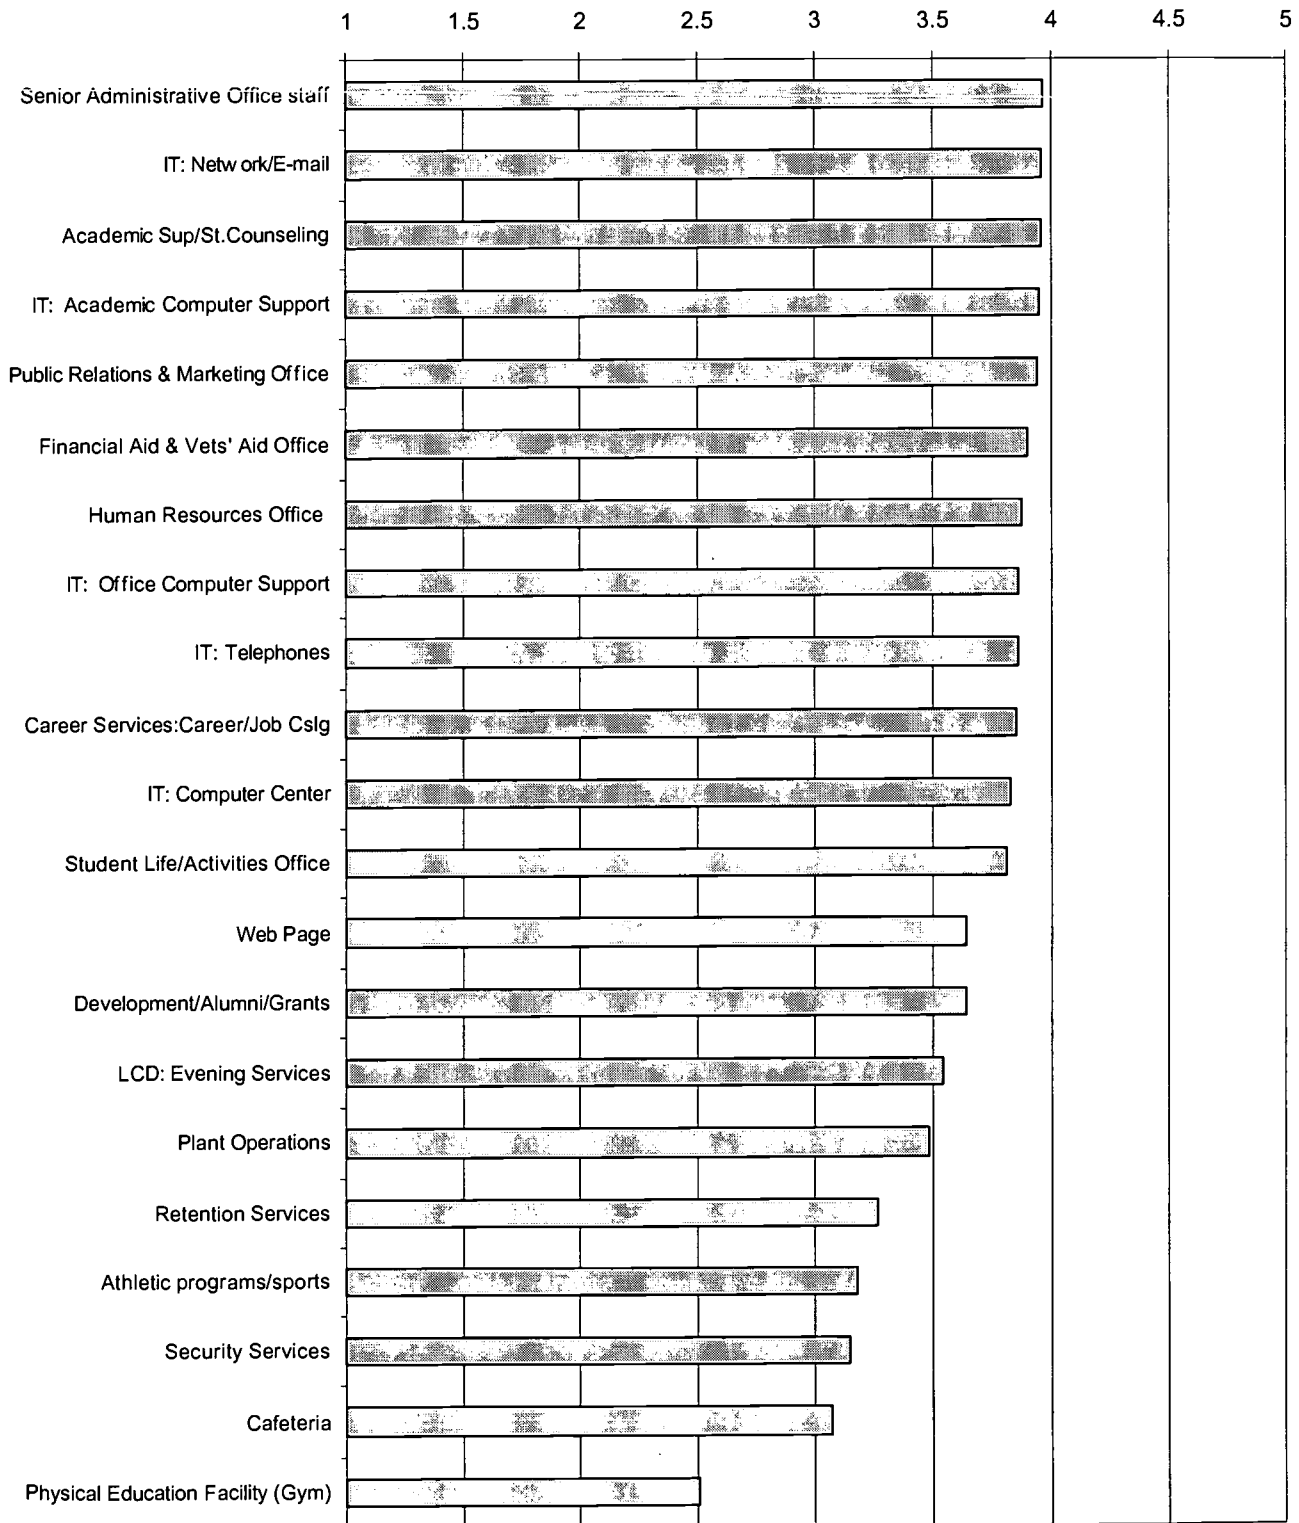 1 1.5 2 2.5 3 3.5 4 4.5 5
Senior Administrative Office staff
IT: Network/E-mail
Academic Sup/St.Counseling
IT: Academic Computer Support
Public Relations & Marketing Office
Financial Aid & Vets' Aid Office
Human Resources Office
IT: Office Computer Support
IT: Telephones
Career Services:Career/Job Cslg
IT: Computer Center
Student Life/Activities Office
Web Page
Development/Alumni/Grants
LCD: Evening Services
Plant Operations
Retention Services
Athletic programs/sports
Security Services
Cafeteria
Physical Education Facility (Gym)